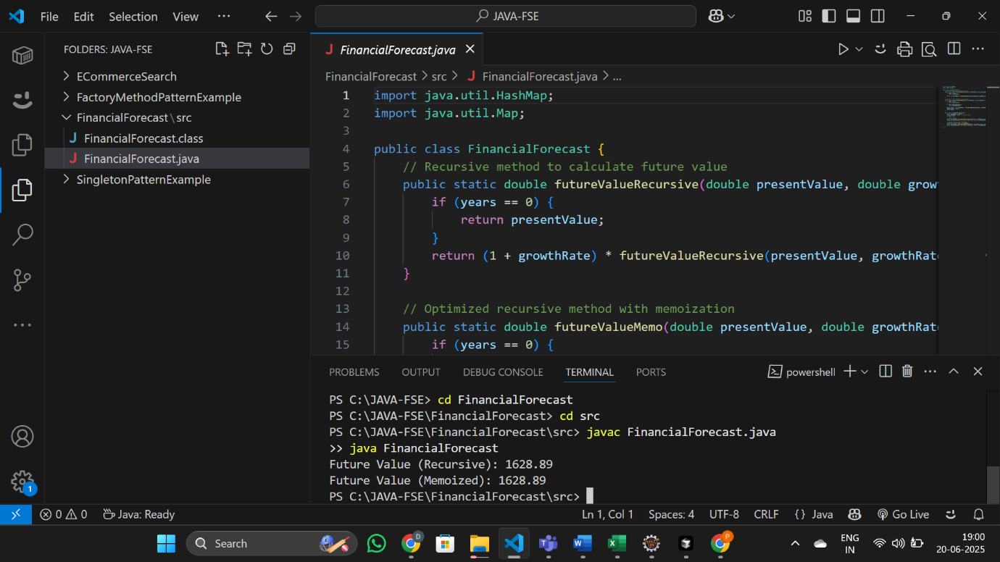 File Edit Selection View ··· JAVA-FSE
FOLDERS: JAVA-FSE
ECommerceSearch
FactoryMethodPatternExample
FinancialForecast\src
FinancialForecast.class
FinancialForecast.java
SingletonPatternExample
1
FinancialForecast.java
FinancialForecast > src > FinancialForecast.java > ...
1 import java.util.HashMap;
2 import java.util.Map;
3
4 public class FinancialForecast {
5 // Recursive method to calculate future value
6 public static double futureValueRecursive(double presentValue, double grow
7 if (years == 0) {
8 return presentValue;
9 }
10 return (1 + growthRate) * futureValueRecursive(presentValue, growthRate
11 }
12
13 // Optimized recursive method with memoization
14 public static double futureValueMemo(double presentValue, double growthRate
15 if (years == 0) {
PROBLEMS OUTPUT DEBUG CONSOLE TERMINAL PORTS powershell
PS C:\JAVA-FSE> cd FinancialForecast
PS C:\JAVA-FSE\FinancialForecast> cd src
PS C:\JAVA-FSE\FinancialForecast\src> javac FinancialForecast.java
>> java FinancialForecast
Future Value (Recursive): 1628.89
Future Value (Memoized): 1628.89
PS C:\JAVA-FSE\FinancialForecast\src>
0 0 Java: Ready Ln 1, Col 1 Spaces: 4 UTF-8 CRLF {} Java Go Live
Search
ENG
IN
19:00
20-06-2025